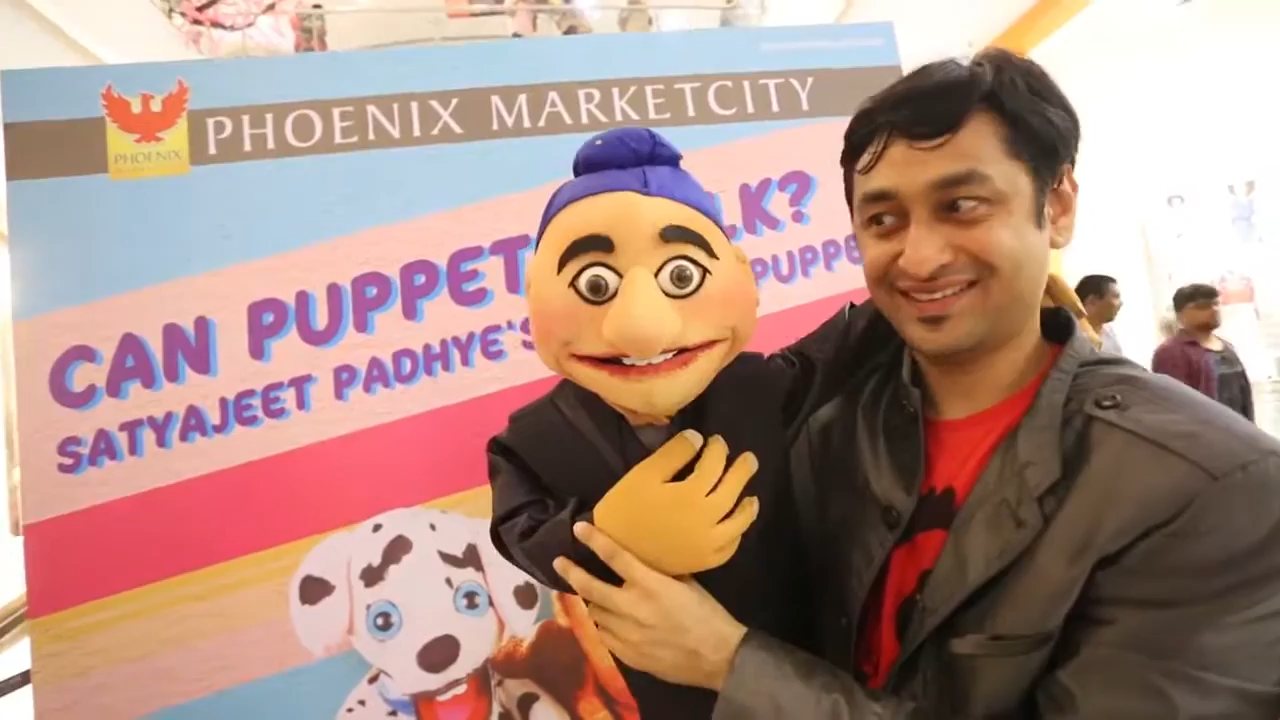 PHOENIX MARKETCITY
PHOENIX
CAN PUPPET LK?
SATYAJEET PADHYE'S PUPPE